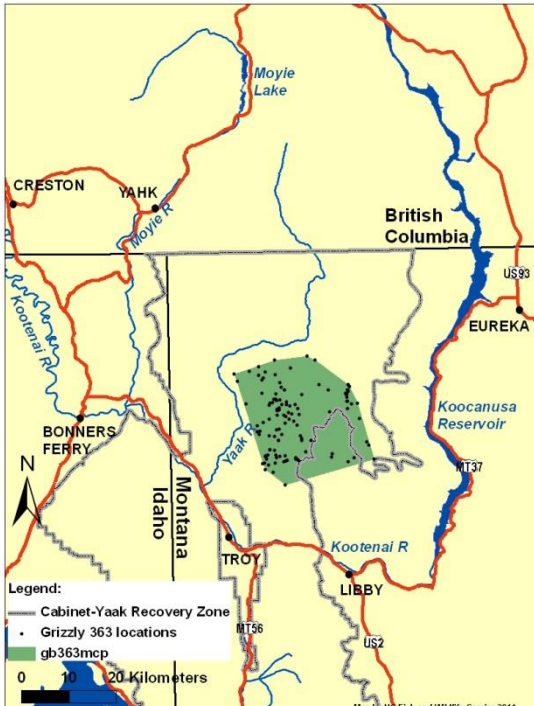 Moyie
Lake
CRESTON
YAHK
Moyie R
British
Columbia
US93
Kootenai R
EUREKA
Koocanusa
Reservoir
BONNERS
FERRY
Yaak R
N
MT37
Montana
Idaho
TROY
Kootenai R
LIBBY
Legend:
Cabinet-Yaak Recovery Zone
Grizzly 363 locations
gb363mcp
MT56
US2
0 10 20 Kilometers